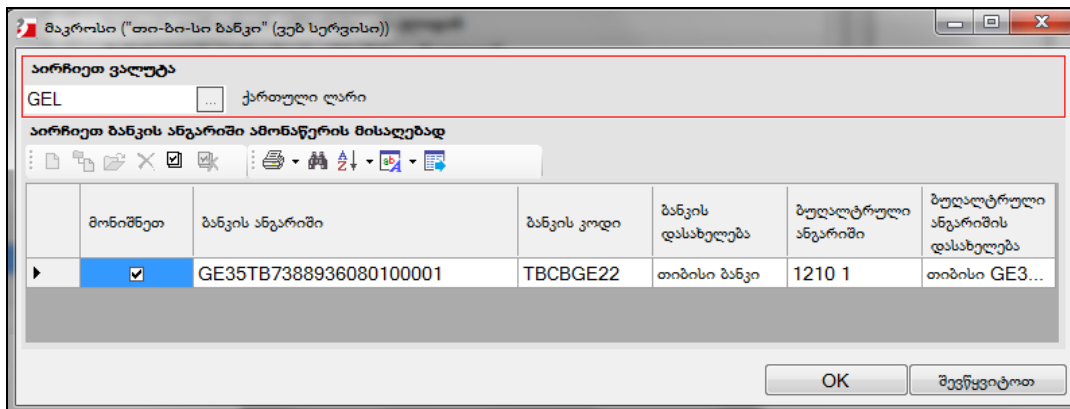 მაკროსი ("თი-ბი-სი ბანკი" (ვებ სერვისი))
აირჩიეთ ვალუტა
GEL ... ქართული ლარი
აირჩიეთ ბანკის ანგარიში ამონაწერის მისაღებად
მონიშნეთ ბანკის ანგარიში ბანკის კოდი ბანკის დასახელება ბუღალტრული ანგარიში ბუღალტრული ანგარიშის დასახელება
GE35TB7388936080100001 TBCBGE22 თიბისი ბანკი 1210 1 თიბისი GE3...
OK შევწყვიტოთ